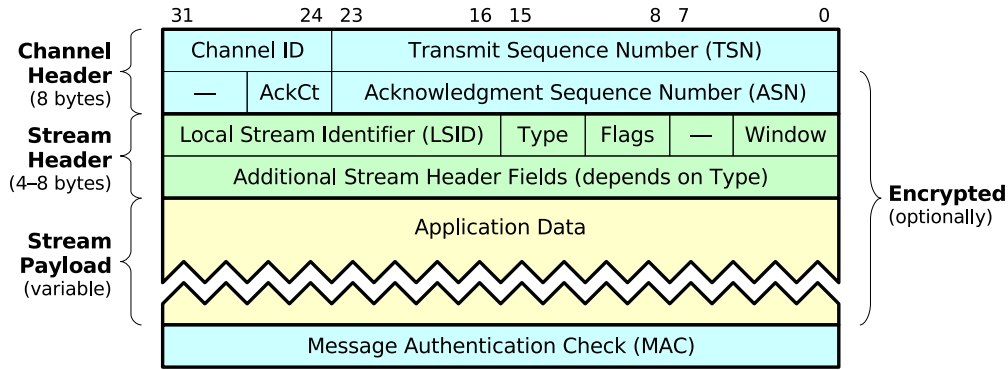 31 24 23 16 15 8 7 0
Channel
Header
(8 bytes)
Channel ID
Transmit Sequence Number (TSN)
—
AckCt
Acknowledgment Sequence Number (ASN)
Stream
Header
(4–8 bytes)
Local Stream Identifier (LSID)
Type
Flags
—
Window
Additional Stream Header Fields (depends on Type)
Encrypted
(optionally)
Stream
Payload
(variable)
Application Data
Message Authentication Check (MAC)